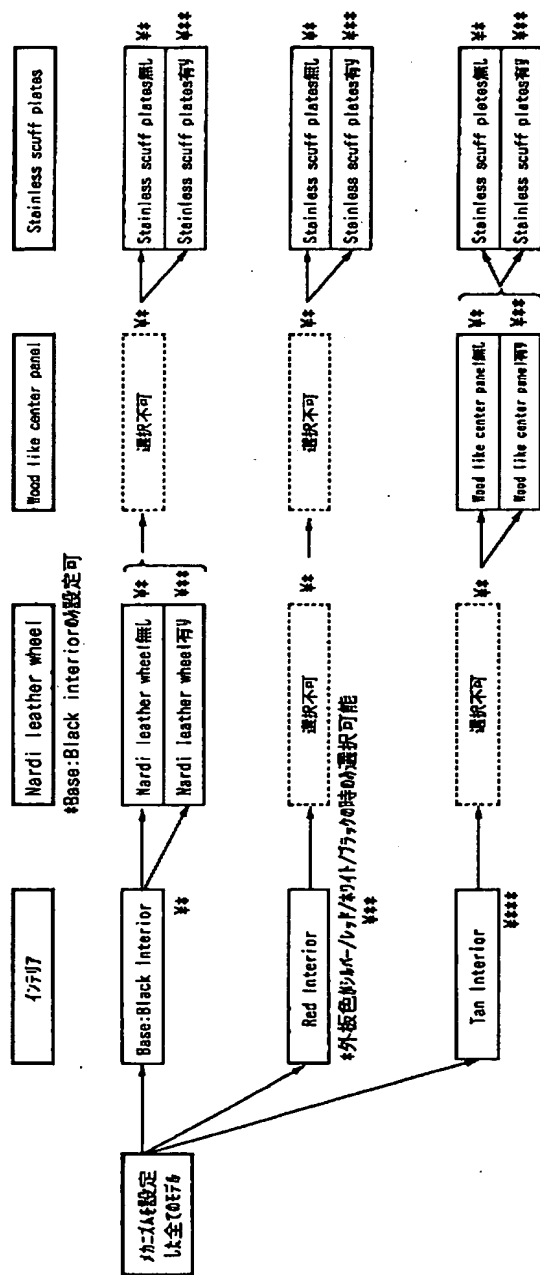 インテリア
Nardi leather wheel
Wood like center panel
Stainless scuff plates
*Base:Black interiorのみ設定可
メカニズムを設定
した全てのモデル
Base:Black Interior
¥**
Nardi leather wheel無し
¥**
Nardi leather wheel有り
¥***
選択不可
¥**
Stainless scuff plates無し
¥**
Stainless scuff plates有り
¥***
Red Interior
*外板色がシルバー/レッド/ホワイト/ブラックの時のみ選択可能
¥***
選択不可
¥**
選択不可
¥**
Stainless scuff plates無し
¥**
Stainless scuff plates有り
¥***
Tan Interior
¥****
選択不可
¥**
Wood like center panel無し
¥**
Wood like center panel有り
¥***
Stainless scuff plates無し
¥**
Stainless scuff plates有り
¥***